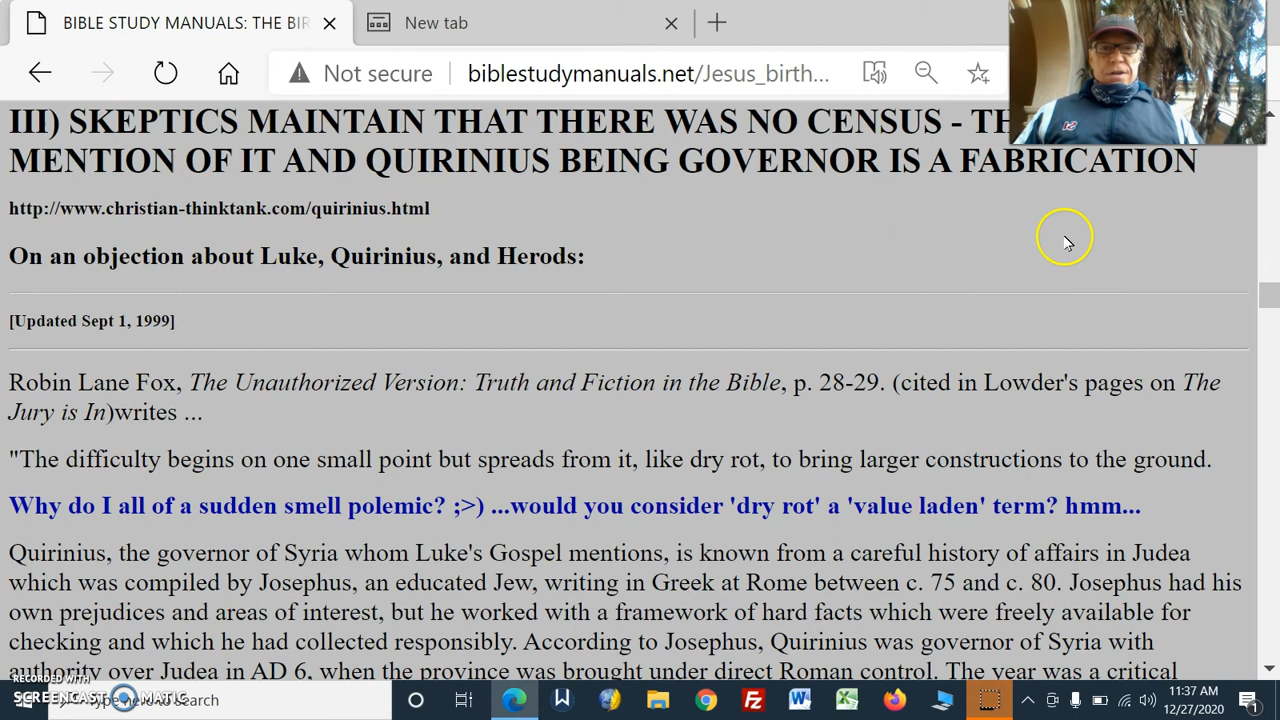 BIBLE STUDY MANUALS: THE BIR
New tab
Not secure
biblestudymanuals.net/Jesus_birth...
III) SKEPTICS MAINTAIN THAT THERE WAS NO CENSUS - TH
MENTION OF IT AND QUIRINIUS BEING GOVERNOR IS A FABRICATION
http://www.christian-thinktank.com/quirinius.html
On an objection about Luke, Quirinius, and Herods:
[Updated Sept 1, 1999]
Robin Lane Fox, The Unauthorized Version: Truth and Fiction in the Bible, p. 28-29. (cited in Lowder's pages on The
Jury is In)writes ...
"The difficulty begins on one small point but spreads from it, like dry rot, to bring larger constructions to the ground.
Why do I all of a sudden smell polemic? ;>) ...would you consider 'dry rot' a 'value laden' term? hmm...
Quirinius, the governor of Syria whom Luke's Gospel mentions, is known from a careful history of affairs in Judea
which was compiled by Josephus, an educated Jew, writing in Greek at Rome between c. 75 and c. 80. Josephus had his
own prejudices and areas of interest, but he worked with a framework of hard facts which were freely available for
checking and which he had collected responsibly. According to Josephus, Quirinius was governor of Syria with
authority over Judea in AD 6, when the province was brought under direct Roman control. The year was a critical
RECORDED WITH
SCREENCAST MATIC
Type here to search
11:37 AM
12/27/2020
1